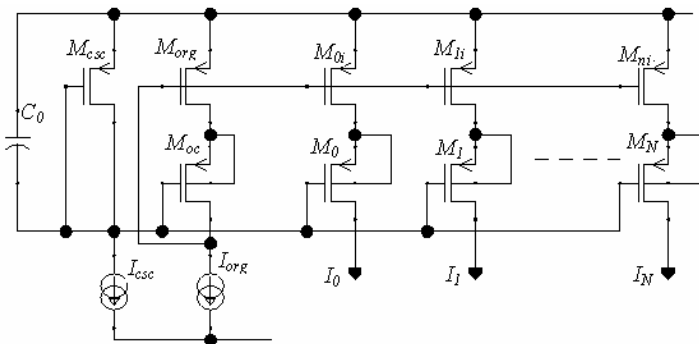 M_csc M_org M_0i M_1i M_ni
C_0
M_oc M_0 M_1 M_N
I_csc I_org I_0 I_1 I_N